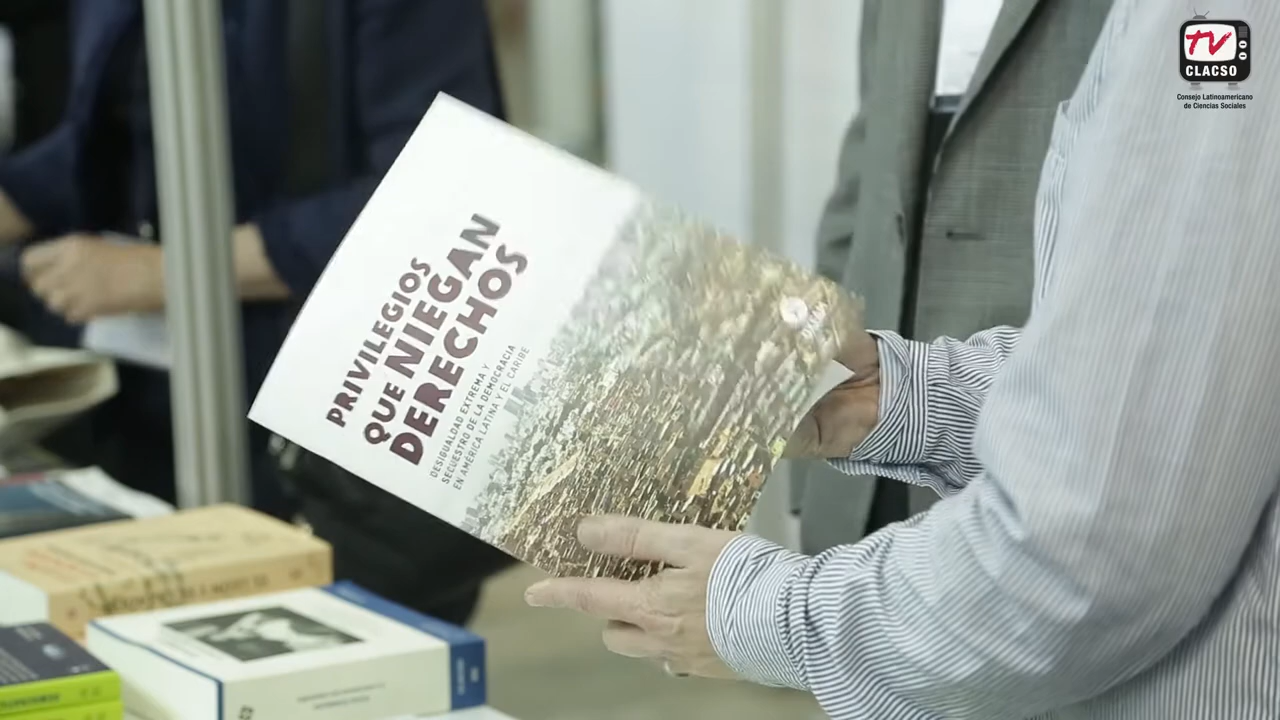 PRIVILEGIOS
QUE NIEGAN
DERECHOS
DESIGUALDAD EXTREMA Y
SECUESTRO DE LA DEMOCRACIA
EN AMÉRICA LATINA Y EL CARIBE
TV
CLACSO
Consejo Latinoamericano
de Ciencias Sociales